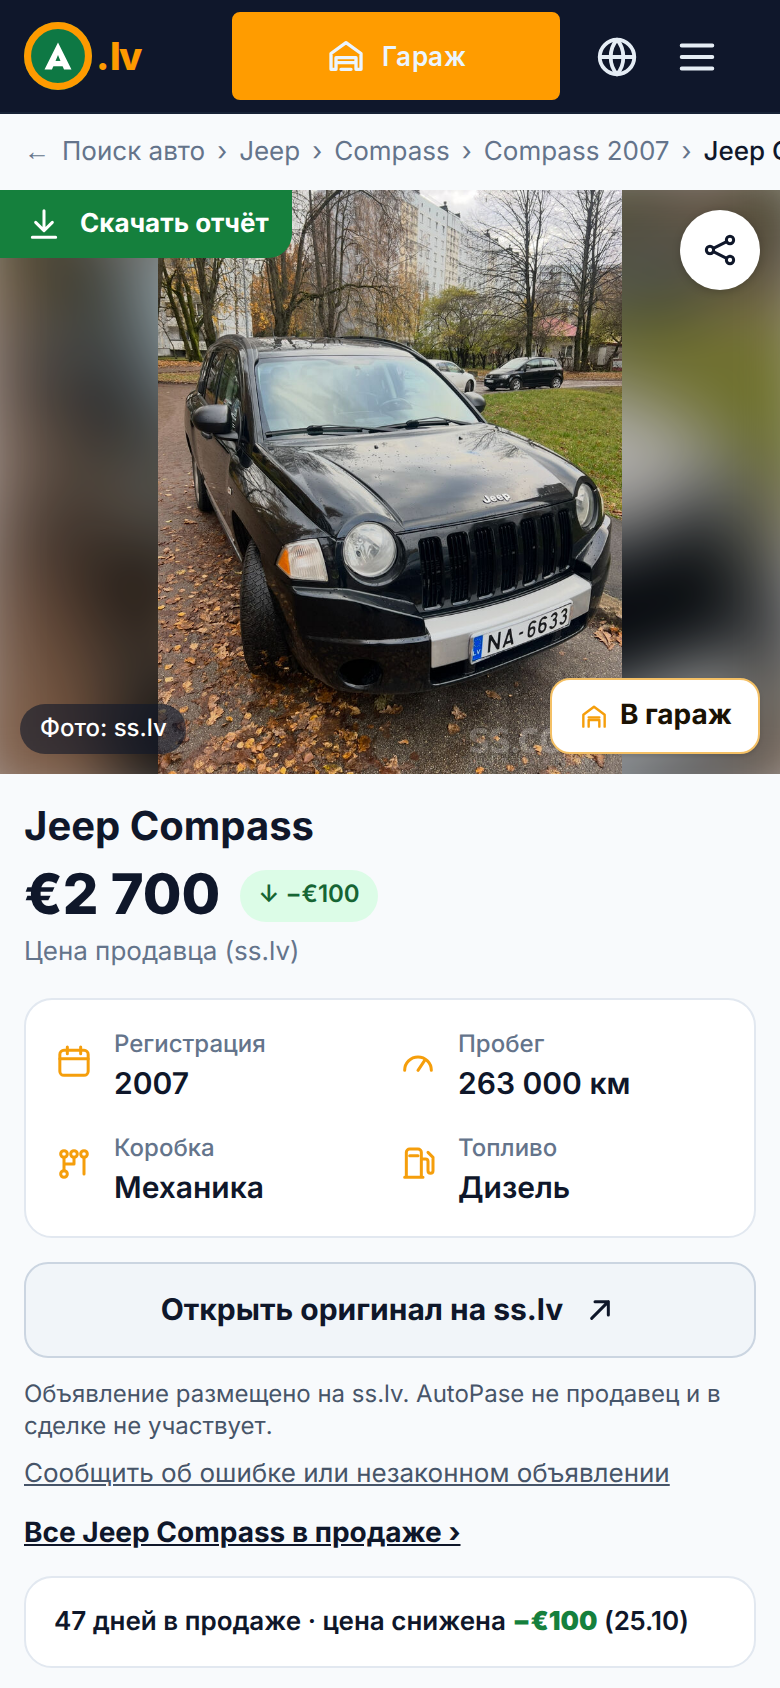 A .lv
Гараж
← Поиск авто › Jeep › Compass › Compass 2007 › Jeep
Скачать отчёт
Jeep
NA-6633
Фото: ss.lv
В гараж
Jeep Compass
€2 700
↓ −€100
Цена продавца (ss.lv)
Регистрация
2007
Пробег
263 000 км
Коробка
Механика
Топливо
Дизель
Открыть оригинал на ss.lv ↗
Объявление размещено на ss.lv. AutoPase не продавец и в
сделке не участвует.
Сообщить об ошибке или незаконном объявлении
Все Jeep Compass в продаже ›
47 дней в продаже · цена снижена −€100 (25.10)